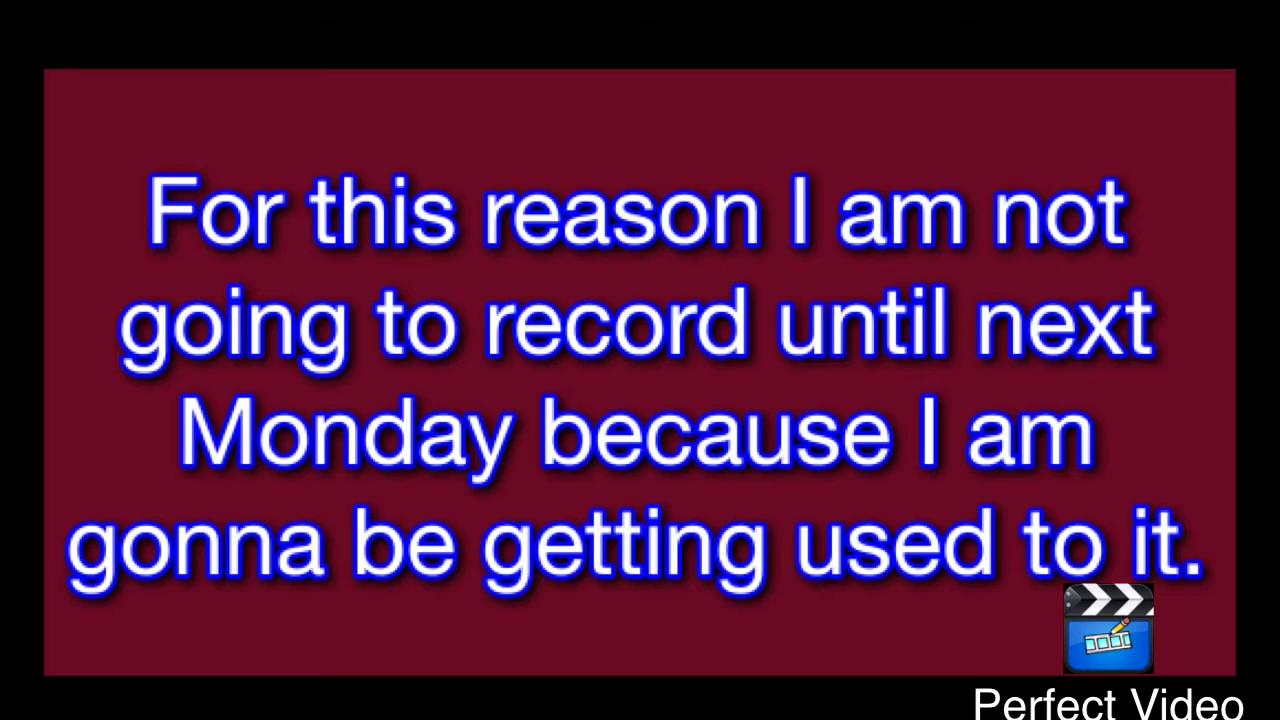 For this reason I am not
going to record until next
Monday because I am
gonna be getting used to it.
Perfect Video